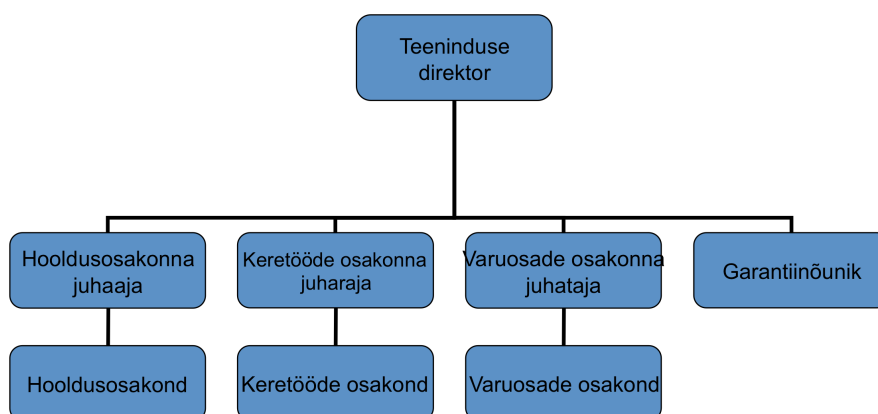 Teeninduse
direktor
Hooldusosakonna
juhaaja
Keretööde osakonna
juharaja
Varuosade osakonna
juhataja
Garantiinõunik
Hooldusosakond
Keretööde osakond
Varuosade osakond